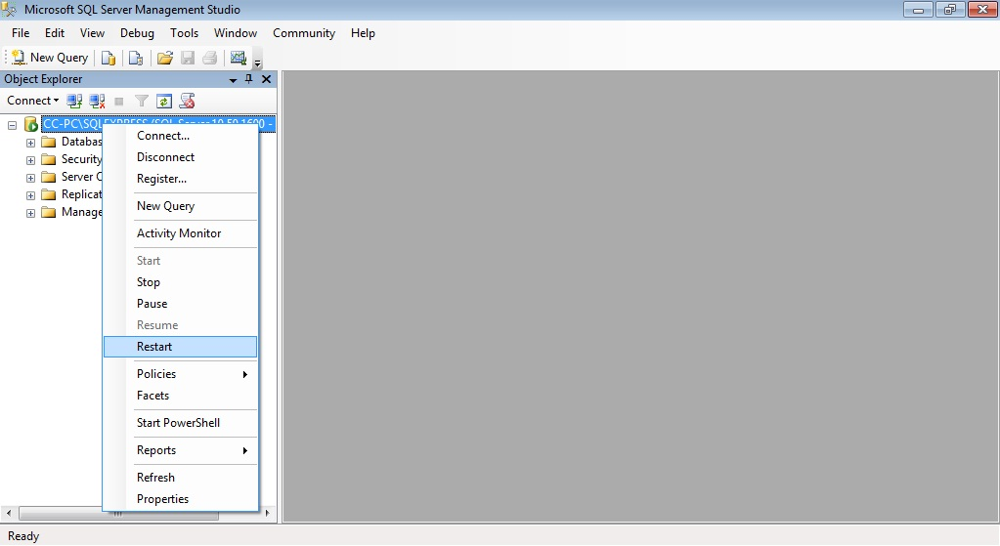 Microsoft SQL Server Management Studio
File Edit View Debug Tools Window Community Help
New Query
Object Explorer
Connect
CC-PC\SQLEXPRESS (SQL Server 10.50.1600 -
Databas
Security
Server O
Replicat
Manage
Connect...
Disconnect
Register...
New Query
Activity Monitor
Start
Stop
Pause
Resume
Restart
Policies
Facets
Start PowerShell
Reports
Refresh
Properties
Ready